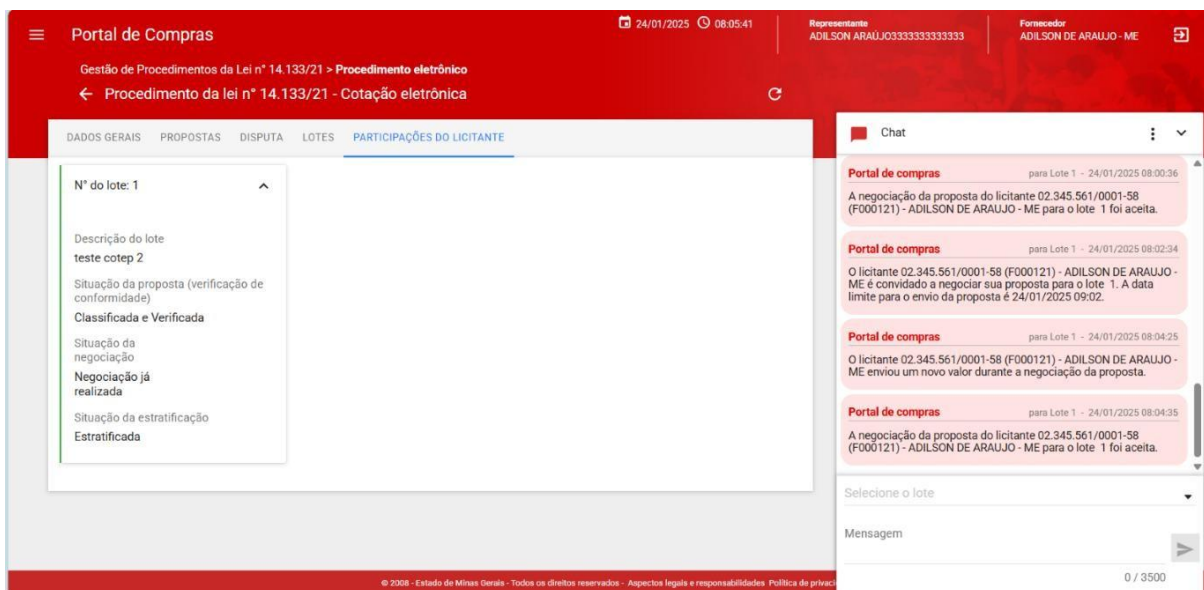 24/01/2025 08:05:41
Portal de Compras
Representante
ADILSON ARAÚJO3333333333333
Fornecedor
ADILSON DE ARAUJO - ME
Gestão de Procedimentos da Lei n° 14.133/21 > Procedimento eletrônico
Procedimento da lei n° 14.133/21 - Cotação eletrônica
DADOS GERAIS PROPOSTAS DISPUTA LOTES PARTICIPAÇÕES DO LICITANTE
N° do lote: 1
Descrição do lote
teste cotep 2
Situação da proposta (verificação de
conformidade)
Classificada e Verificada
Situação da
negociação
Negociação já
realizada
Situação da estratificação
Estratificada
Chat
Portal de compras para Lote 1 - 24/01/2025 08:00:36
A negociação da proposta do licitante 02.345.561/0001-58
(F000121) - ADILSON DE ARAUJO - ME para o lote 1 foi aceita.
Portal de compras para Lote 1 - 24/01/2025 08:02:34
O licitante 02.345.561/0001-58 (F000121) - ADILSON DE ARAUJO -
ME é convidado a negociar sua proposta para o lote 1. A data
limite para o envio da proposta é 24/01/2025 09:02.
Portal de compras para Lote 1 - 24/01/2025 08:04:25
O licitante 02.345.561/0001-58 (F000121) - ADILSON DE ARAUJO -
ME enviou um novo valor durante a negociação da proposta.
Portal de compras para Lote 1 - 24/01/2025 08:04:35
A negociação da proposta do licitante 02.345.561/0001-58
(F000121) - ADILSON DE ARAUJO - ME para o lote 1 foi aceita.
Selecione o lote
Mensagem
0 / 3500
© 2008 - Estado de Minas Gerais - Todos os direitos reservados - Aspectos legais e responsabilidades Política de privaci